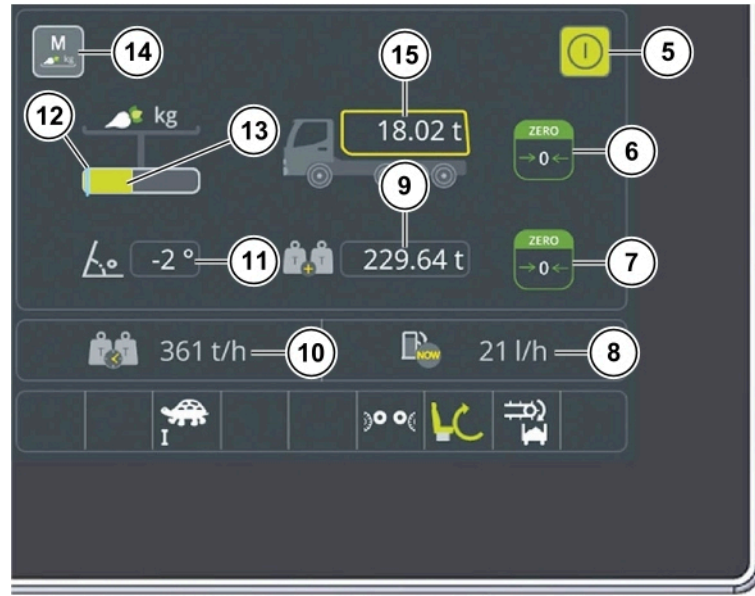 M
kg
14
15
5
12
kg
13
18.02 t
ZERO
→0←
6
9
-2 °
11
T + T
229.64 t
ZERO
→0←
7
T T
361 t/h
10
NOW
21 l/h
8
I